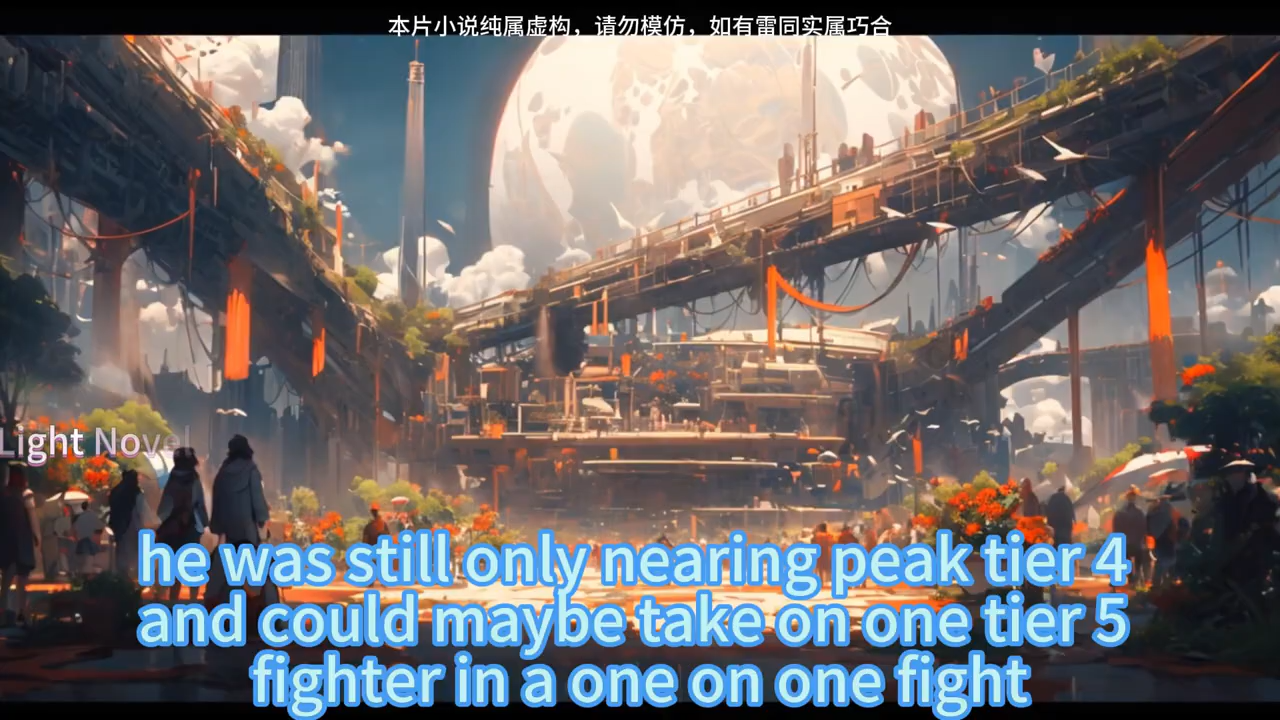 本片小说纯属虚构，请勿模仿，如有雷同实属巧合
Light Novel
he was still only nearing peak tier 4
and could maybe take on one tier 5
fighter in a one on one fight